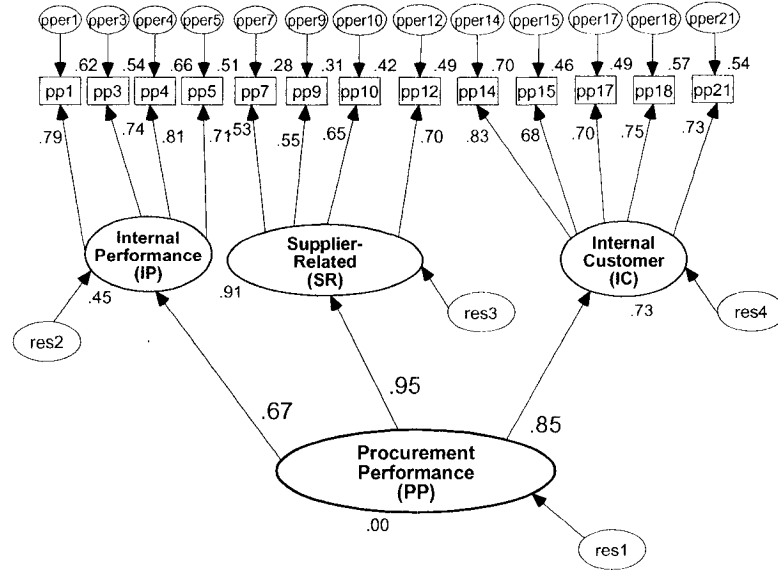 pper1 pper3 pper4 pper5 pper7 pper9 pper10 pper12 pper14 pper15 pper17 pper18 pper21
.62 .54 .66 .51 .28 .31 .42 .49 .70 .46 .49 .57 .54
pp1 pp3 pp4 pp5 pp7 pp9 pp10 pp12 pp14 pp15 pp17 pp18 pp21
.79 .74 .81 .71 .53 .55 .65 .70 .83 68 .70 .75 .73
Internal
Performance
(IP)
Supplier-
Related
(SR)
Internal
Customer
(IC)
.45 .91 .73
res2 res3 res4
.67 .95 .85
Procurement
Performance
(PP)
.00
res1